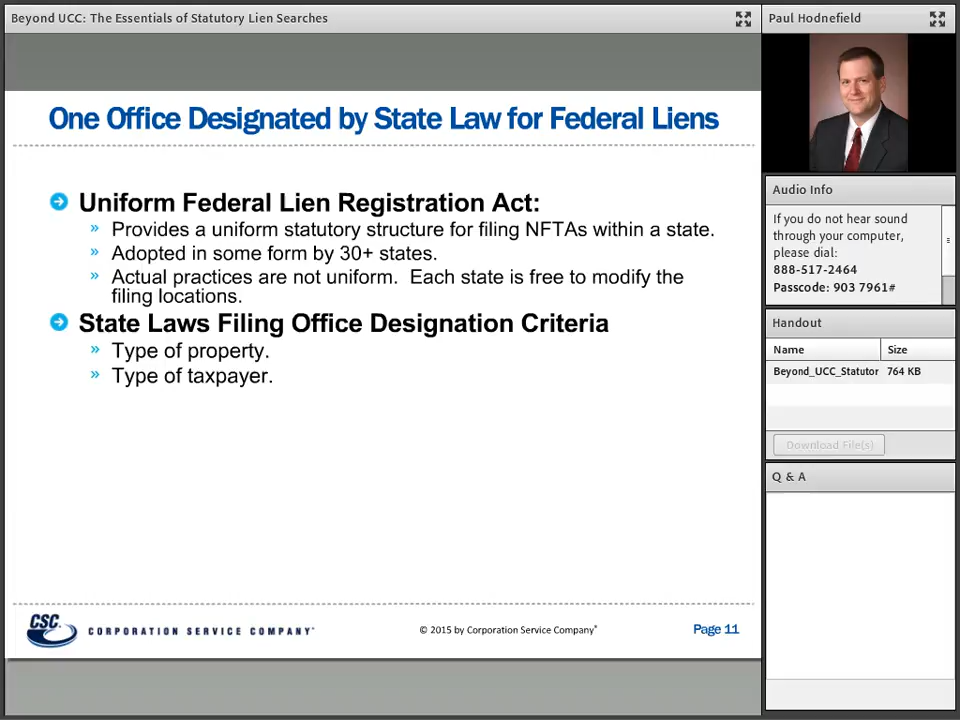 Beyond UCC: The Essentials of Statutory Lien Searches
Paul Hodnefield
One Office Designated by State Law for Federal Liens
Uniform Federal Lien Registration Act:
» Provides a uniform statutory structure for filing NFTAs within a state.
» Adopted in some form by 30+ states.
» Actual practices are not uniform.  Each state is free to modify the
filing locations.
State Laws Filing Office Designation Criteria
» Type of property.
» Type of taxpayer.
CSC.
CORPORATION SERVICE COMPANY®
© 2015 by Corporation Service Company®
Page 11
Audio Info
If you do not hear sound
through your computer,
please dial:
888-517-2464
Passcode: 903 7961#
Handout
Name Size
Beyond_UCC_Statutor 764 KB
Download File(s)
Q & A